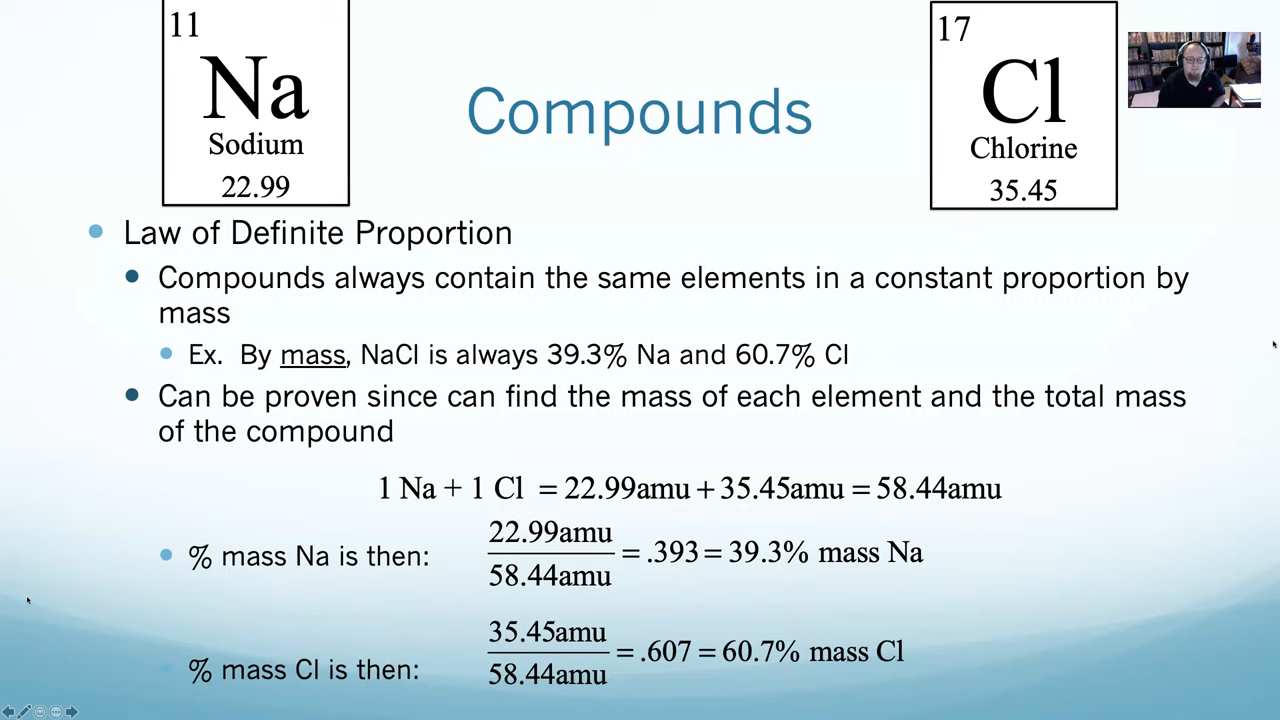 11
Na
Sodium
22.99
Compounds
17
Cl
Chlorine
35.45
Law of Definite Proportion
Compounds always contain the same elements in a constant proportion by
mass
Ex. By mass, NaCl is always 39.3% Na and 60.7% Cl
Can be proven since can find the mass of each element and the total mass
of the compound
1 Na + 1 Cl = 22.99amu + 35.45amu = 58.44amu
% mass Na is then:
22.99amu
58.44amu
= .393 = 39.3% mass Na
% mass Cl is then:
35.45amu
58.44amu
= .607 = 60.7% mass Cl